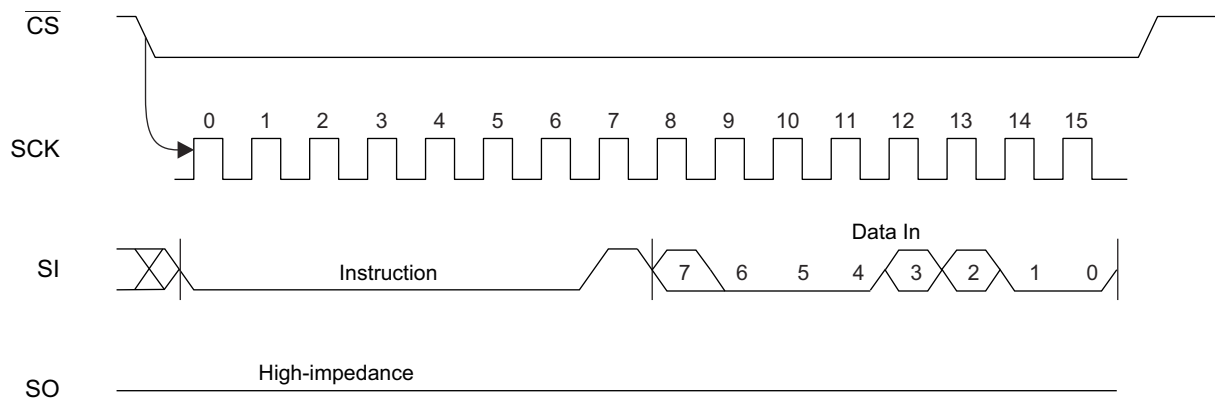 CS
0 1 2 3 4 5 6 7 8 9 10 11 12 13 14 15
SCK
Data In
SI
Instruction
7 6 5 4 3 2 1 0
High-impedance
SO